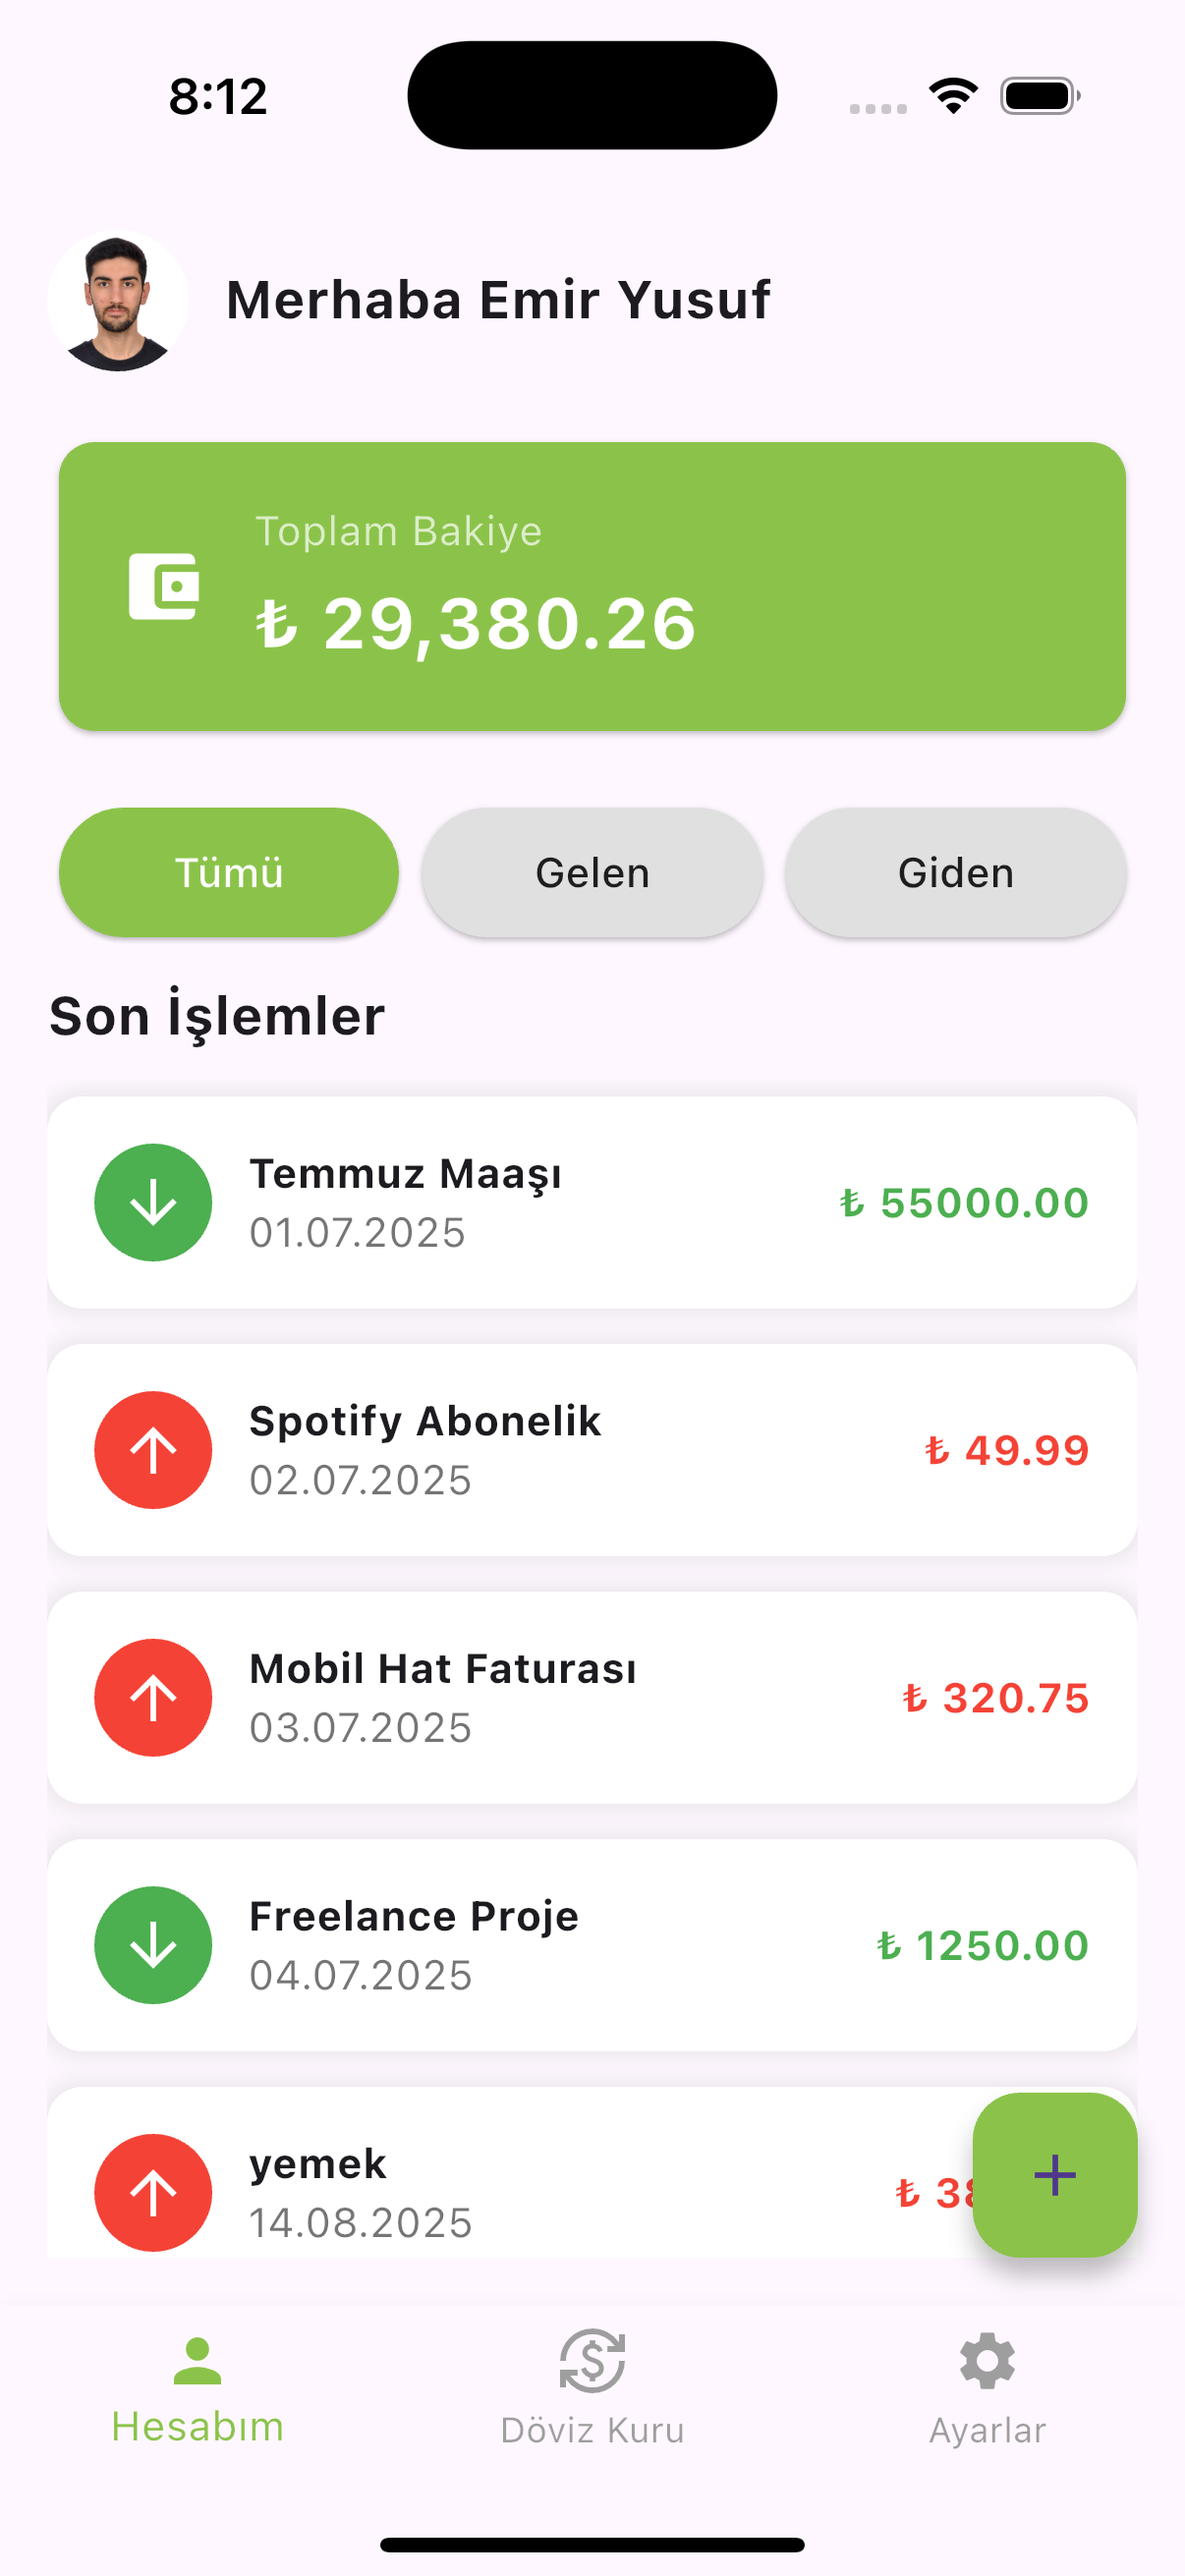 8:12
Merhaba Emir Yusuf
Toplam Bakiye
₺ 29,380.26
Tümü
Gelen
Giden
Son İşlemler
Temmuz Maaşı
01.07.2025
₺ 55000.00
Spotify Abonelik
02.07.2025
₺ 49.99
Mobil Hat Faturası
03.07.2025
₺ 320.75
Freelance Proje
04.07.2025
₺ 1250.00
yemek
14.08.2025
₺
Hesabım
Döviz Kuru
Ayarlar